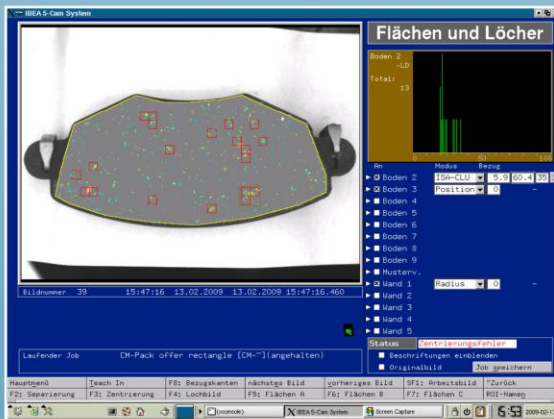 IBEA S-Cam System
Flächen und Löcher
Boden 2
-LD
Total:
13
0 50 100
An Modus Bezug
Boden 2 ISA-CLU 5.9 60.4 35
Boden 3 Position 0 -
Boden 4
Boden 5
Boden 6
Boden 7
Boden 8
Boden 9
Musterv.
Wand 1 Radius 0 -
Wand 2
Wand 3
Wand 4
Wand 5
Bildnummer 39 15:47:16 13.02.2009 13.02.2009 15:47:16.460
Status Zentrierungsfehler
Beschriftungen einblenden
Originalbild Job speichern
Laufender Job CM-Pack offer rectangle [CM-~](angehalten)
Hauptmenü Teach In F8: Bezugskanten nächstes Bild vorheriges Bild SF1: Arbeitsbild ^Zurück
F2: Separierung F3: Zentrierung F4: Lochbild F5: Flächen A F6: Flächen B F7: Flächen C ROI-Namen
(vxcmode) IBEA S-Cam System Screen Capture 6:53